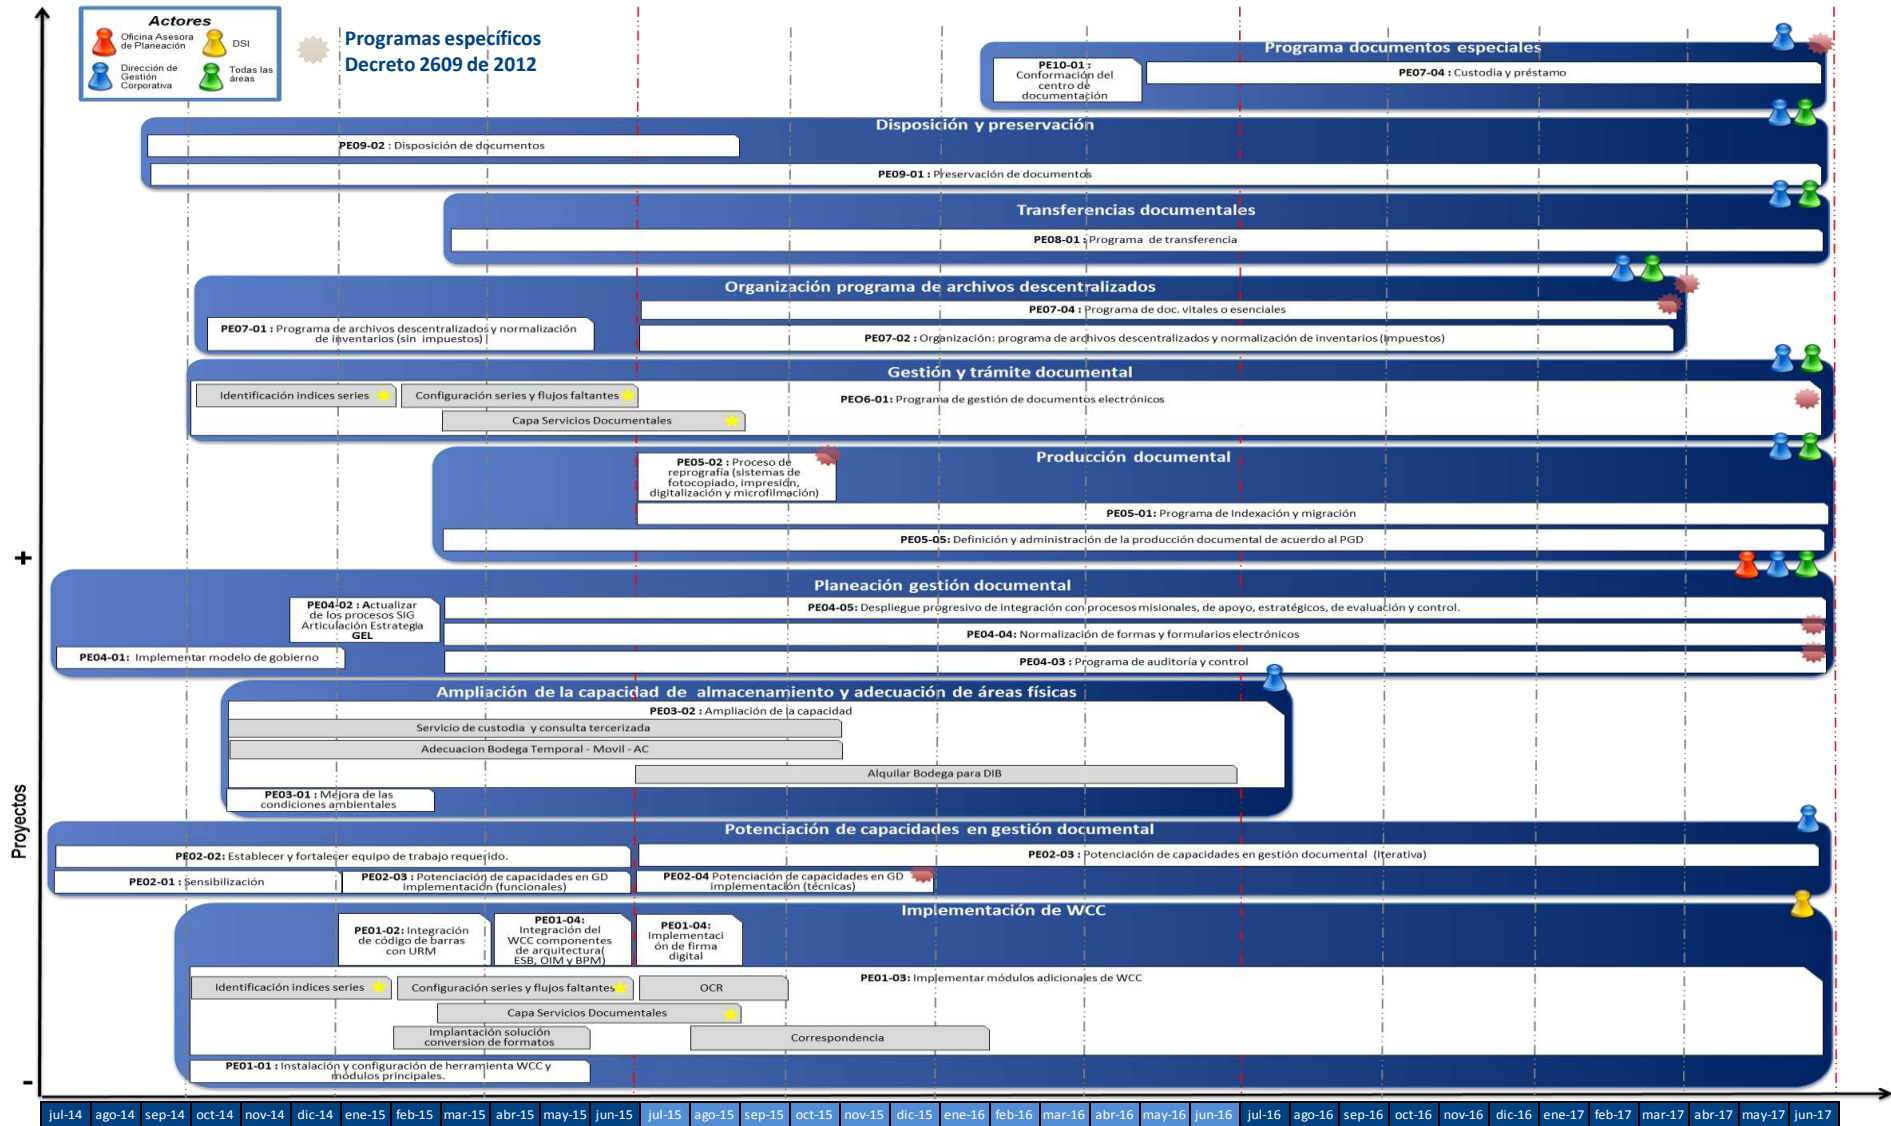 Actores
Oficina Asesora
de Planeación
DSI
Dirección de
Gestión
Corporativa
Todas las
áreas
Programas específicos
Decreto 2609 de 2012
Programa documentos especiales
PE10-01 :
Conformación del
centro de
documentación
PE07-04 : Custodia y préstamo
Disposición y preservación
PE09-02 : Disposición de documentos
PE09-01 : Preservación de documentos
Transferencias documentales
PE08-01 : Programa de transferencia
Organización programa de archivos descentralizados
PE07-04 : Programa de doc. vitales o esenciales
PE07-01 : Programa de archivos descentralizados y normalización
de inventarios (sin impuestos)
PE07-02 : Organización: programa de archivos descentralizados y normalización de inventarios (Impuestos)
Gestión y trámite documental
Identificación indices series
Configuración series y flujos faltantes
PEO6-01: Programa de gestión de documentos electrónicos
Capa Servicios Documentales
Producción documental
PE05-02 : Proceso de
reprografía (sistemas de
fotocopiado, impresión,
digitalización y microfilmación)
PE05-01: Programa de Indexación y migración
PE05-05: Definición y administración de la producción documental de acuerdo al PGD
Planeación gestión documental
PE04-02 : Actualizar
de los procesos SIG
Articulación Estrategia
GEL
PE04-05: Despliegue progresivo de integración con procesos misionales, de apoyo, estratégicos, de evaluación y control.
PE04-04: Normalización de formas y formularios electrónicos
PE04-01: Implementar modelo de gobierno
PE04-03 : Programa de auditoría y control
Ampliación de la capacidad de almacenamiento y adecuación de áreas físicas
PE03-02 : Ampliación de la capacidad
Servicio de custodia y consulta tercerizada
Adecuacion Bodega Temporal - Movil - AC
Alquilar Bodega para DIB
PE03-01 : Mejora de las
condiciones ambientales
Potenciación de capacidades en gestión documental
PE02-02: Establecer y fortalecer equipo de trabajo requerido.
PE02-03 : Potenciación de capacidades en gestión documental (Iterativa)
PE02-01 : Sensibilización
PE02-03 : Potenciación de capacidades en GD
implementación (funcionales)
PE02-04 Potenciación de capacidades en GD
implementación (técnicas)
Implementación de WCC
PE01-02: Integración
de código de barras
con URM
PE01-04:
Integración del
WCC componentes
de arquitectura(
ESB, OIM y BPM)
PE01-04:
Implementaci
ón de firma
digital
PE01-03: Implementar módulos adicionales de WCC
Identificación indices series
Configuración series y flujos faltantes
OCR
Capa Servicios Documentales
Implantación solución
conversion de formatos
Correspondencia
PE01-01 : Instalación y configuración de herramienta WCC y
módulos principales.
+
Proyectos
-
jul-14 ago-14 sep-14 oct-14 nov-14 dic-14 ene-15 feb-15 mar-15 abr-15 may-15 jun-15 jul-15 ago-15 sep-15 oct-15 nov-15 dic-15 ene-16 feb-16 mar-16 abr-16 may-16 jun-16 jul-16 ago-16 sep-16 oct-16 nov-16 dic-16 ene-17 feb-17 mar-17 abr-17 may-17 jun-17